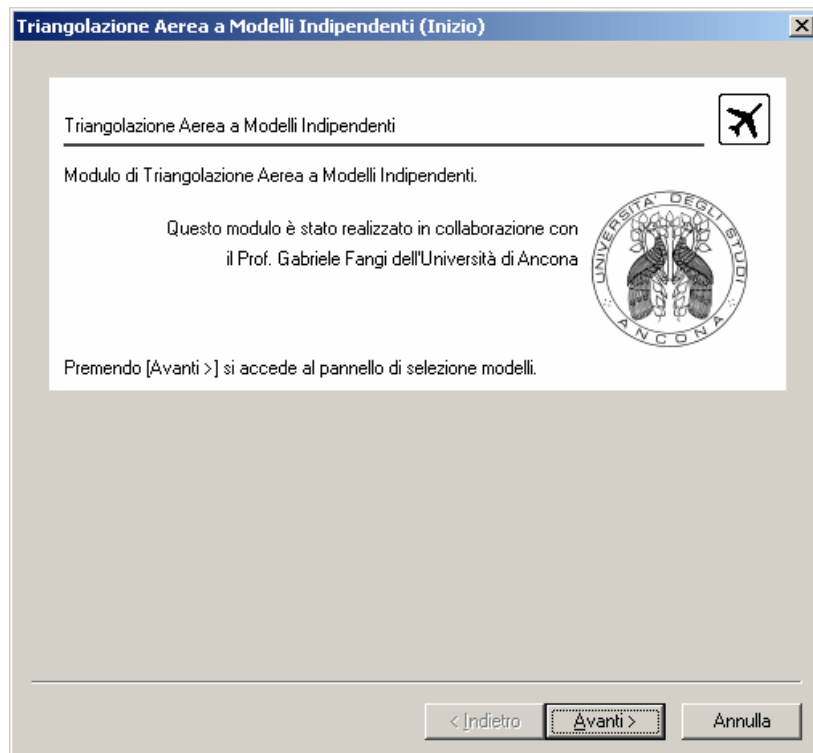 Triangolazione Aerea a Modelli Indipendenti (Inizio)
Triangolazione Aerea a Modelli Indipendenti
Modulo di Triangolazione Aerea a Modelli Indipendenti.
Questo modulo è stato realizzato in collaborazione con
il Prof. Gabriele Fangi dell'Università di Ancona
UNIVERSITA' DEGLI STUDI
ANCONA
Premendo [Avanti >] si accede al pannello di selezione modelli.
< Indietro
Avanti >
Annulla